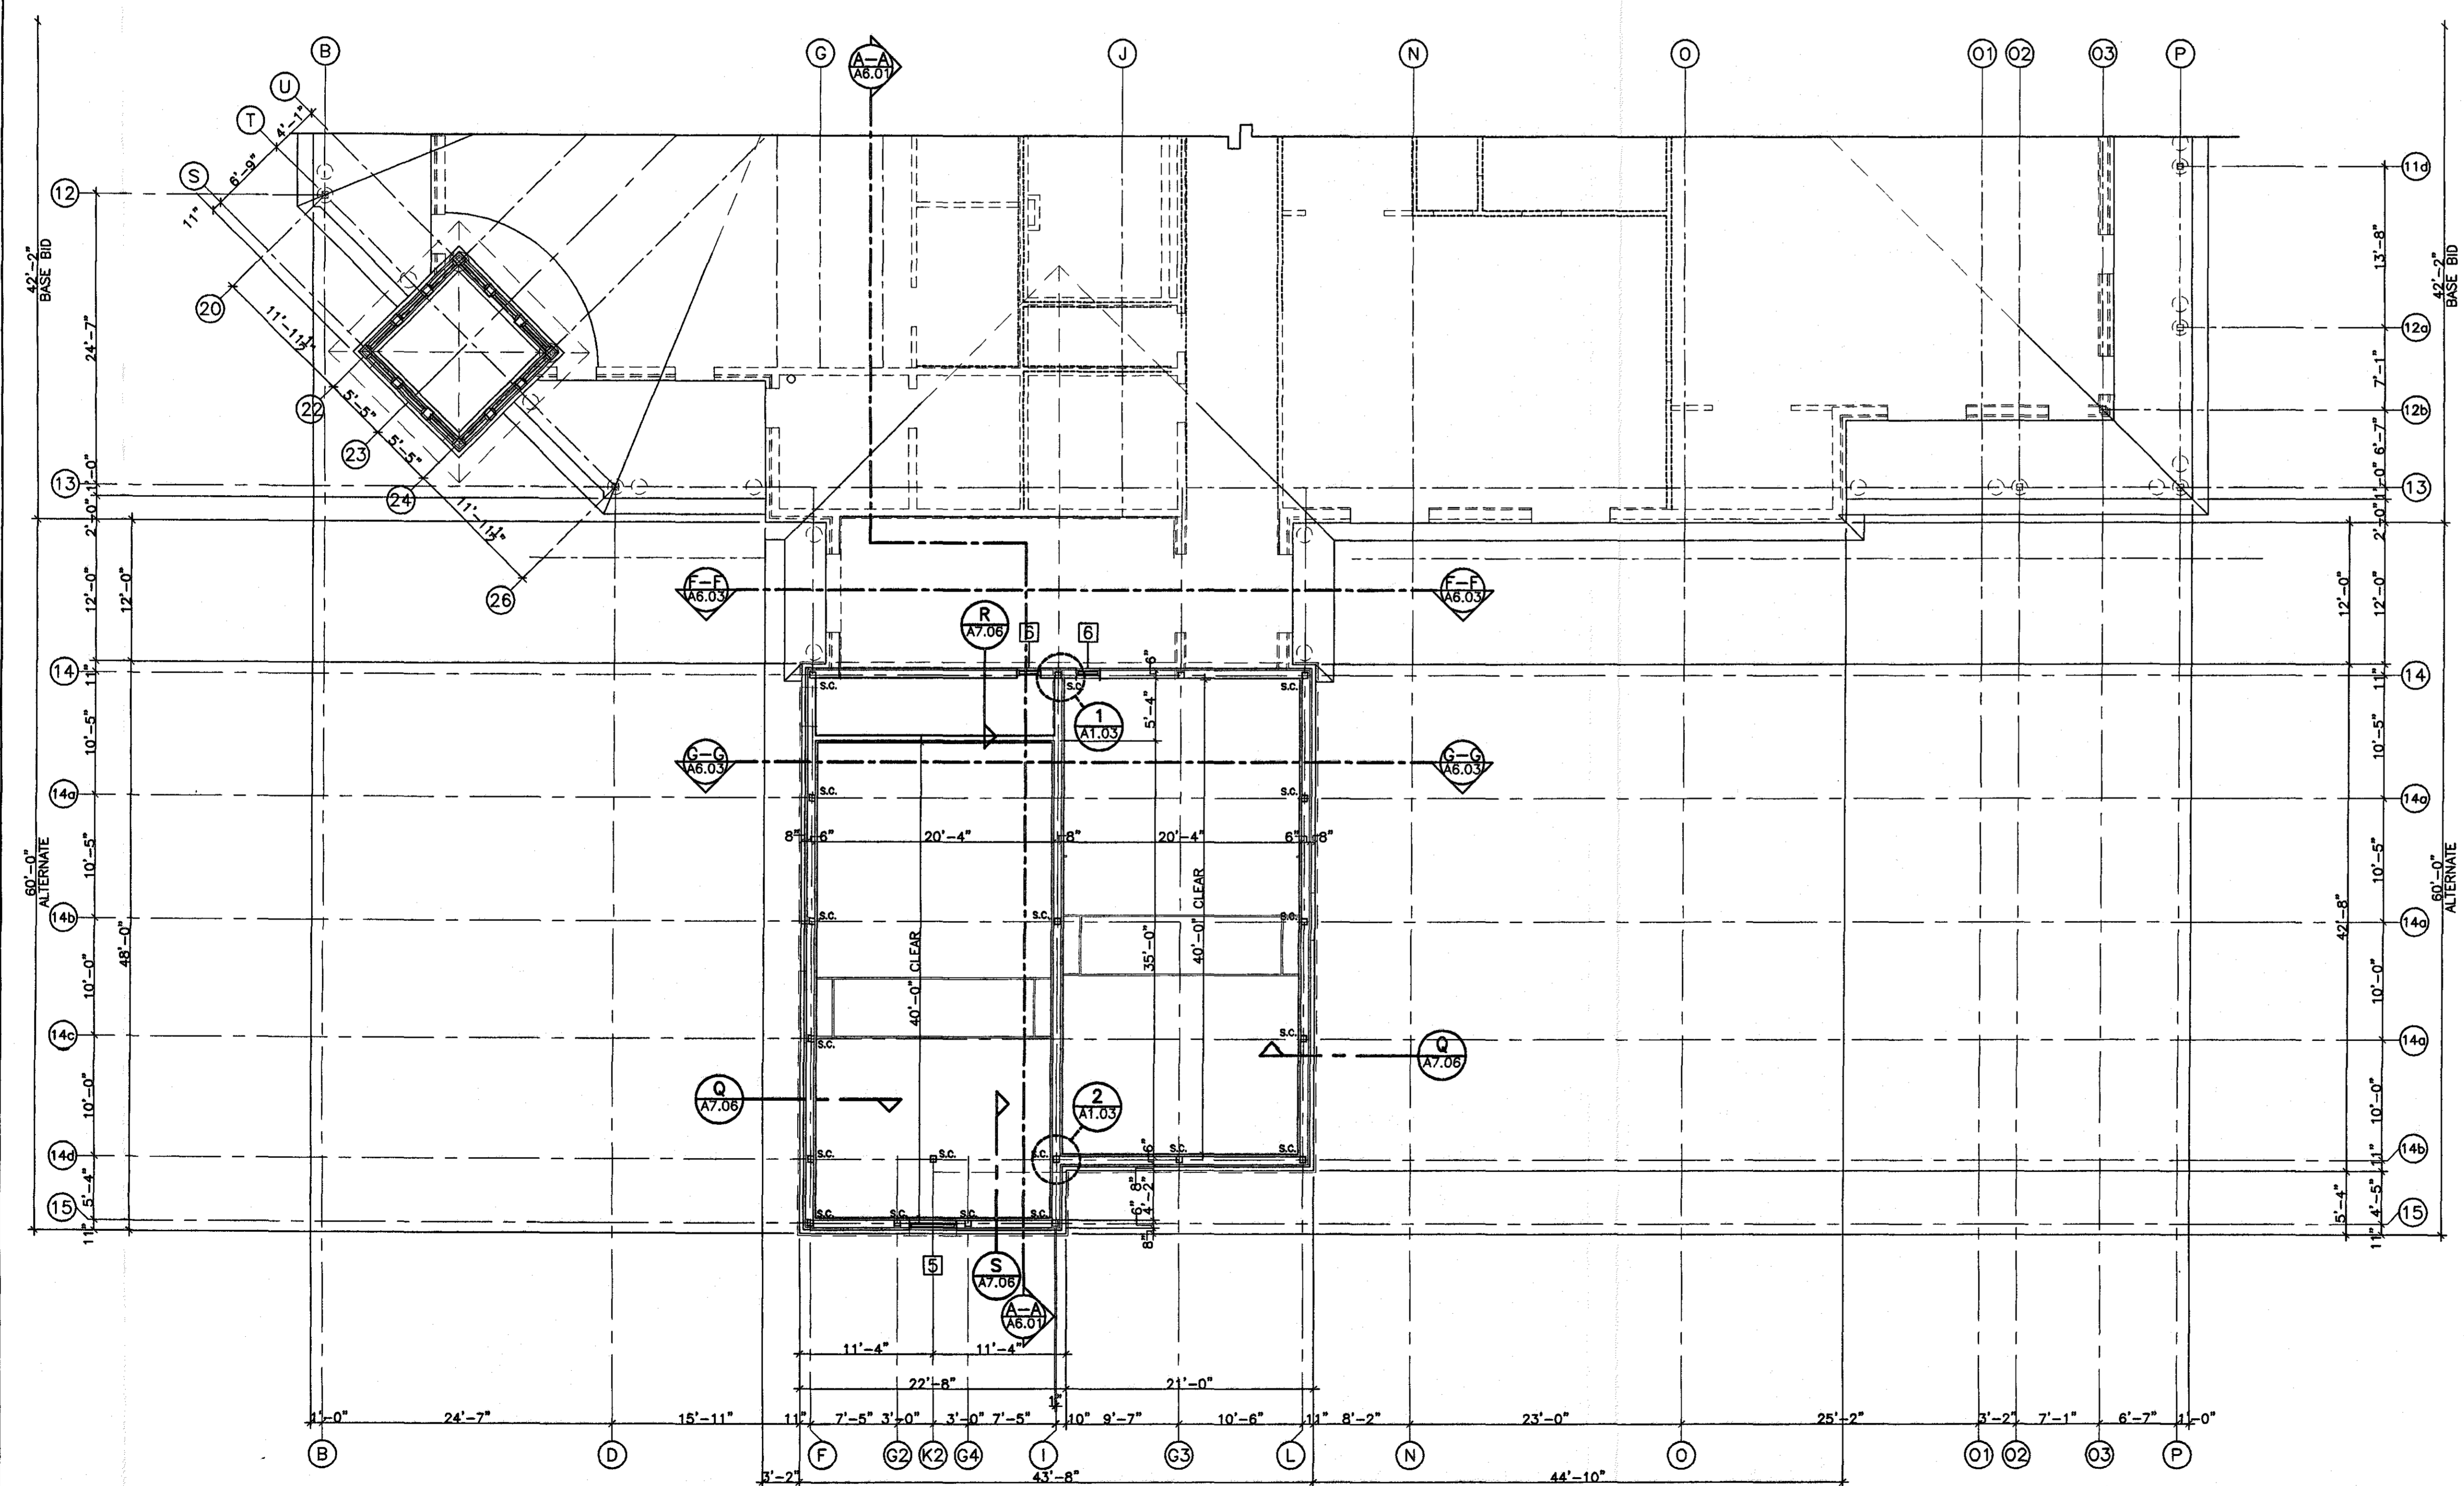 B
G
A-A
A6.01
J
N
O
O1
O2
O3
P
U
T
S
4'-1"
6'-9"
11"
12
11d
42'-2"
BASE BID
24'-7"
13'-8"
42'-2"
BASE BID
20
11'-11½"
12a
7'-1"
22
5'-5"
12b
23
5'-5"
6'-7"
13
1'-0"
24
11'-11½"
1'-0"
13
2'-0"
2'-0"
12'-0"
12'-0"
26
F-F
A6.03
F-F
A6.03
12'-0"
12'-0"
R
A7.06
6
6
14
11"
S.C.
S.C.
S.C.
6"
11"
14
5'-4"
1
A1.03
10'-5"
10'-5"
G-G
A6.03
G-G
A6.03
14a
S.C.
S.C.
14a
60'-0"
ALTERNATE
10'-5"
8"
6"
20'-4"
8"
20'-4"
6"
8"
10'-5"
60'-0"
ALTERNATE
14b
S.C.
S.C.
S.C.
14a
48'-0"
10'-0"
40'-0" CLEAR
35'-0"
40'-0" CLEAR
42'-8"
10'-0"
14c
S.C.
S.C.
14a
Q
A7.06
10'-0"
Q
A7.06
2
A1.03
10'-0"
14d
S.C.
S.C.
S.C.
S.C.
S.C.
6"
11"
14b
5'-4"
8"
6"
4'-2"
5'-4"
4'-5"
15
S.C.
S.C.
S.C.
S.C.
15
11"
8"
11"
5
S
A7.06
A-A
A6.01
11'-4"
11'-4"
22'-8"
21'-0"
1"
1'-0"
24'-7"
15'-11"
11"
7'-5"
3'-0"
3'-0"
7'-5"
10"
9'-7"
10'-6"
11"
8'-2"
23'-0"
25'-2"
3'-2"
7'-1"
6'-7"
1'-0"
B
D
F
G2
K2
G4
I
G3
L
N
O
O1
O2
O3
P
3'-2"
43'-8"
44'-10"